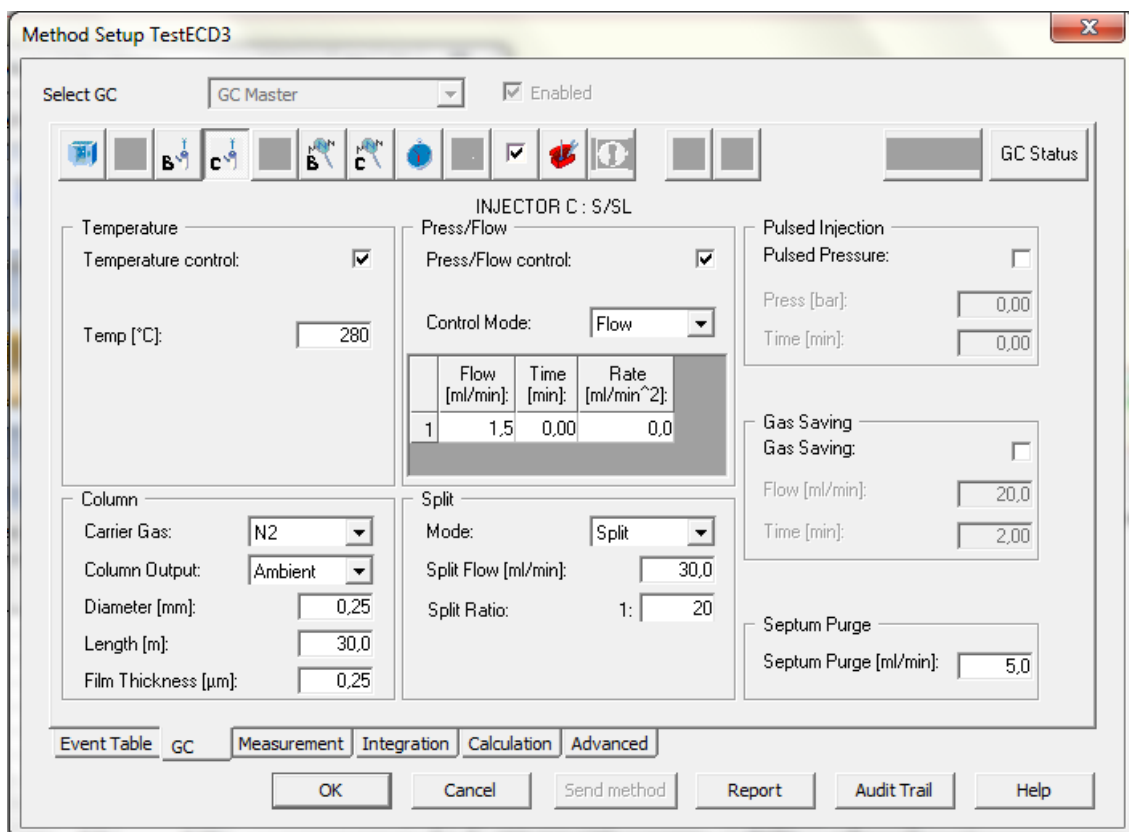 Method Setup TestECD3
Select GC GC Master Enabled
B C B C GC Status
INJECTOR C : S/SL
Temperature
Temperature control:
Temp [°C]: 280
Press/Flow
Press/Flow control:
Control Mode: Flow
Flow [ml/min]: Time [min]: Rate [ml/min^2]:
1 1,5 0,00 0,0
Pulsed Injection
Pulsed Pressure:
Press [bar]: 0,00
Time [min]: 0,00
Gas Saving
Gas Saving:
Flow [ml/min]: 20,0
Time [min]: 2,00
Column
Carrier Gas: N2
Column Output: Ambient
Diameter [mm]: 0,25
Length [m]: 30,0
Film Thickness [µm]: 0,25
Split
Mode: Split
Split Flow [ml/min]: 30,0
Split Ratio: 1: 20
Septum Purge
Septum Purge [ml/min]: 5,0
Event Table GC Measurement Integration Calculation Advanced
OK Cancel Send method Report Audit Trail Help